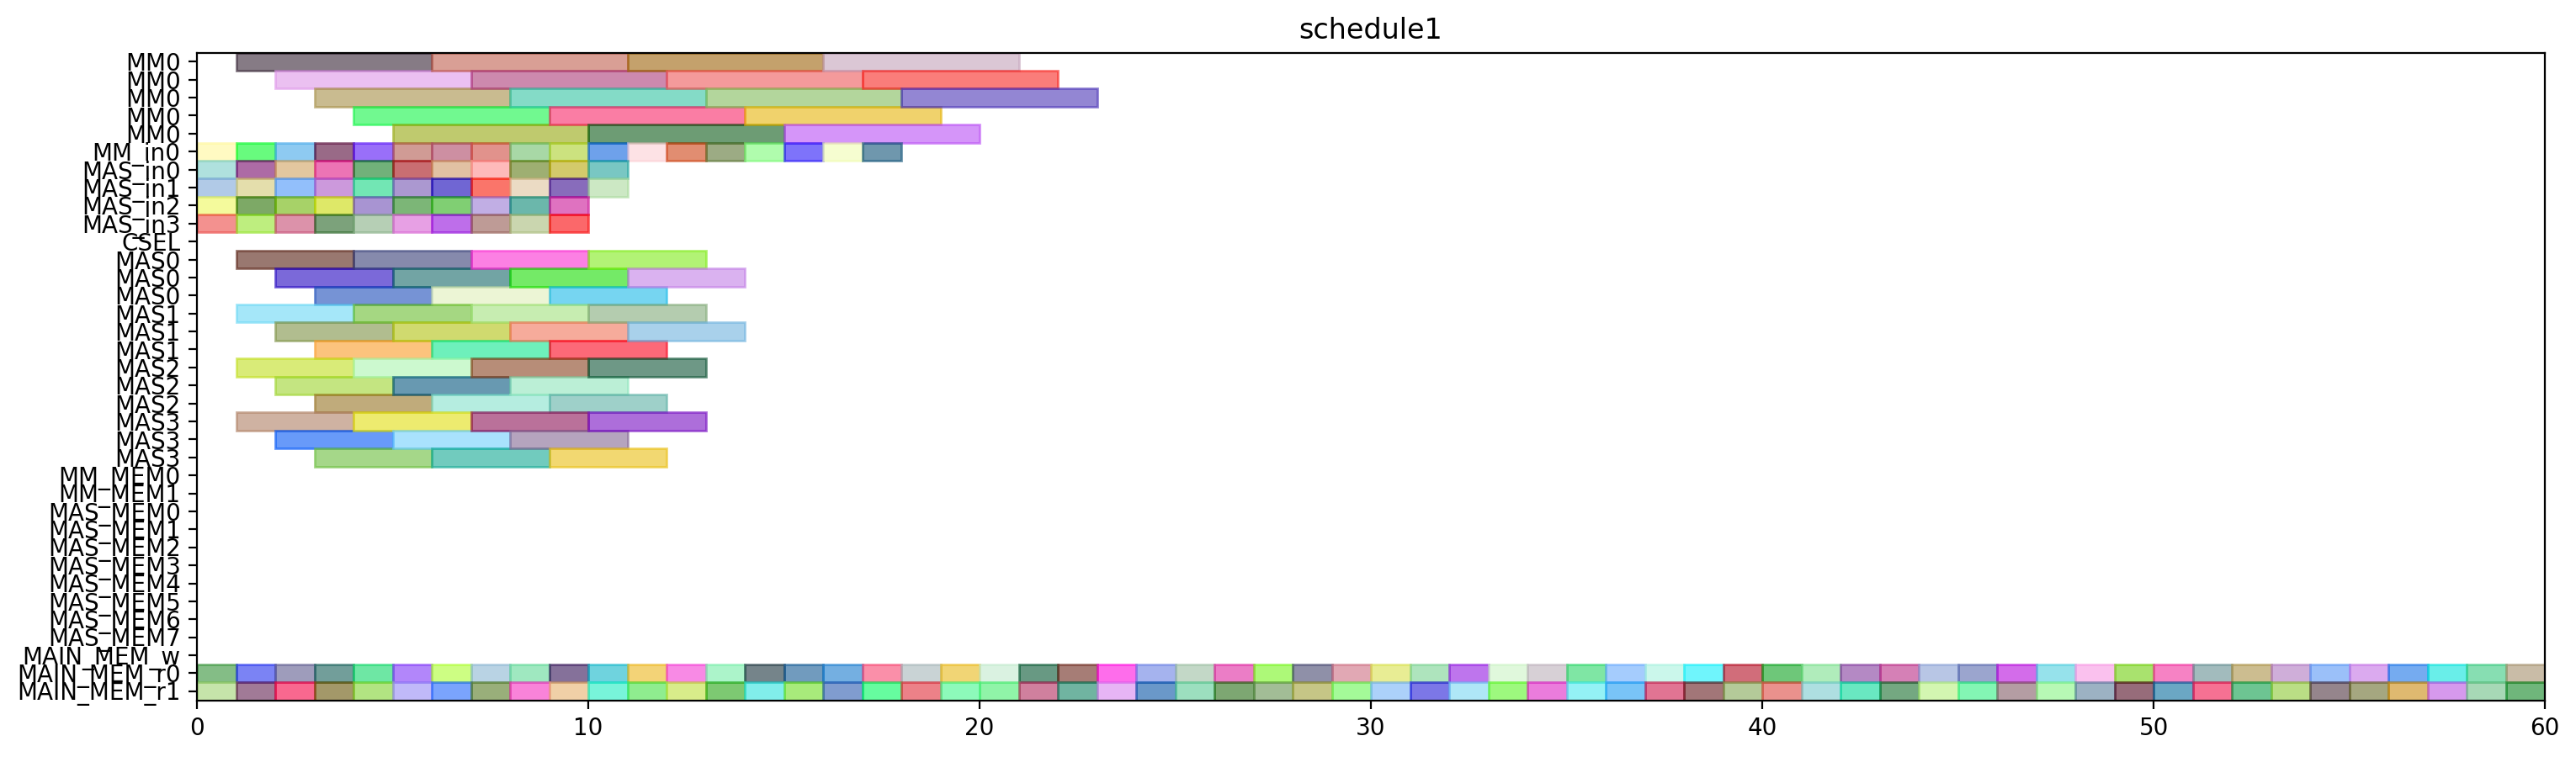 schedule1
MM0
MM0
MM0
MM0
MM0
MM_in0
MAS_in0
MAS_in1
MAS_in2
MAS_in3
CSEL
MAS0
MAS0
MAS0
MAS1
MAS1
MAS1
MAS2
MAS2
MAS2
MAS3
MAS3
MAS3
MM_MEM0
MM_MEM1
MAS_MEM0
MAS_MEM1
MAS_MEM2
MAS_MEM3
MAS_MEM4
MAS_MEM5
MAS_MEM6
MAS_MEM7
MAIN_MEM_w
MAIN_MEM_r0
MAIN_MEM_r1
0 10 20 30 40 50 60